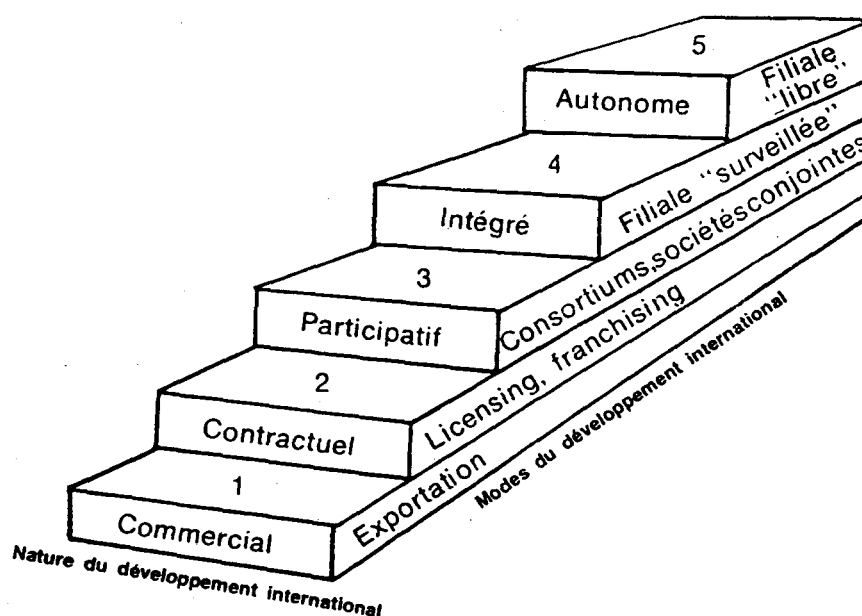 5
Autonome
Filiale
"libre"
4
Intégré
Filiale "surveillée"
3
Participatif
Consortiums,sociétésconjointes
2
Contractuel
Licensing, franchising
1
Commercial
Exportation
Nature du développement international
Modes du développement international